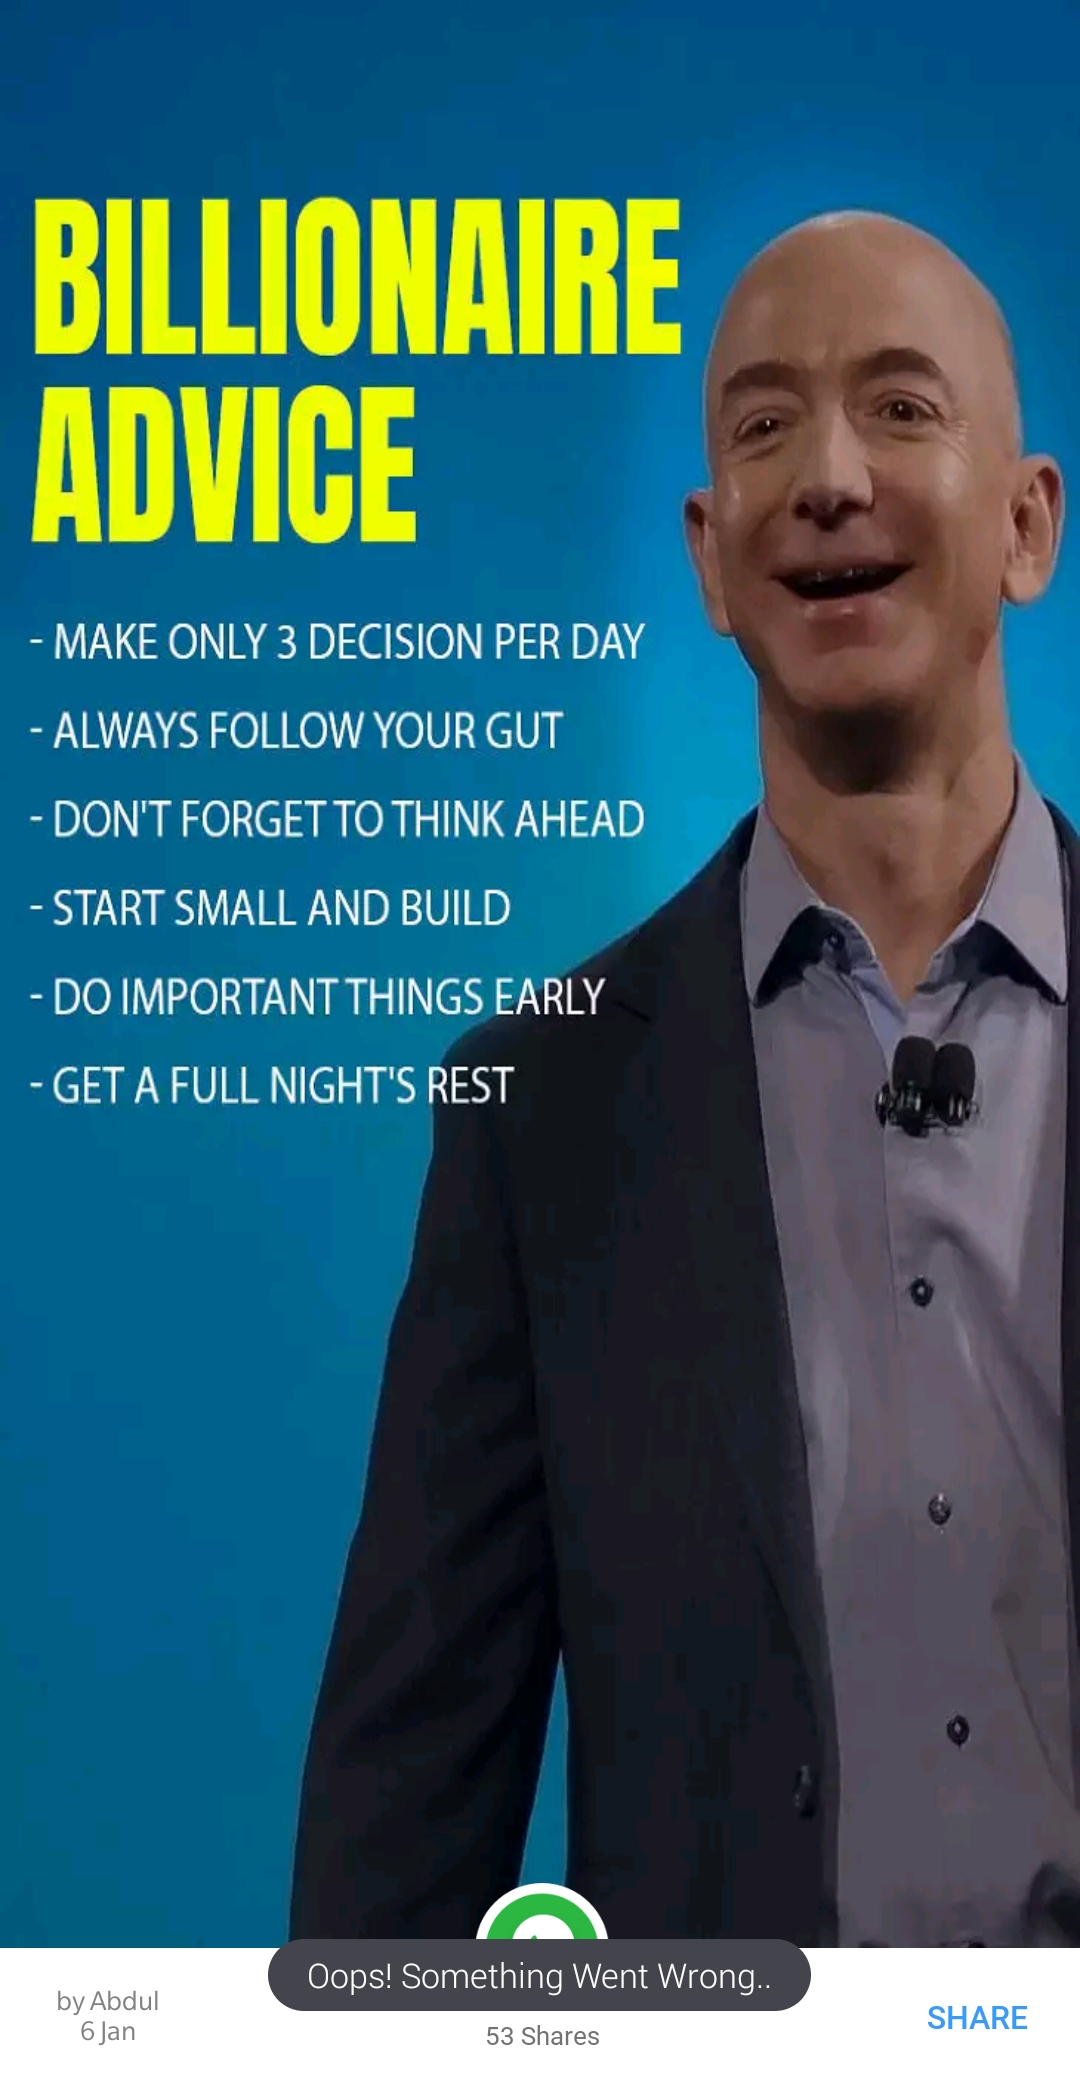 BILLIONAIRE
ADVICE
- MAKE ONLY 3 DECISION PER DAY
- ALWAYS FOLLOW YOUR GUT
- DON'T FORGET TO THINK AHEAD
- START SMALL AND BUILD
- DO IMPORTANT THINGS EARLY
- GET A FULL NIGHT'S REST
Oops! Something Went Wrong..
by Abdul
6 Jan
53 Shares
SHARE